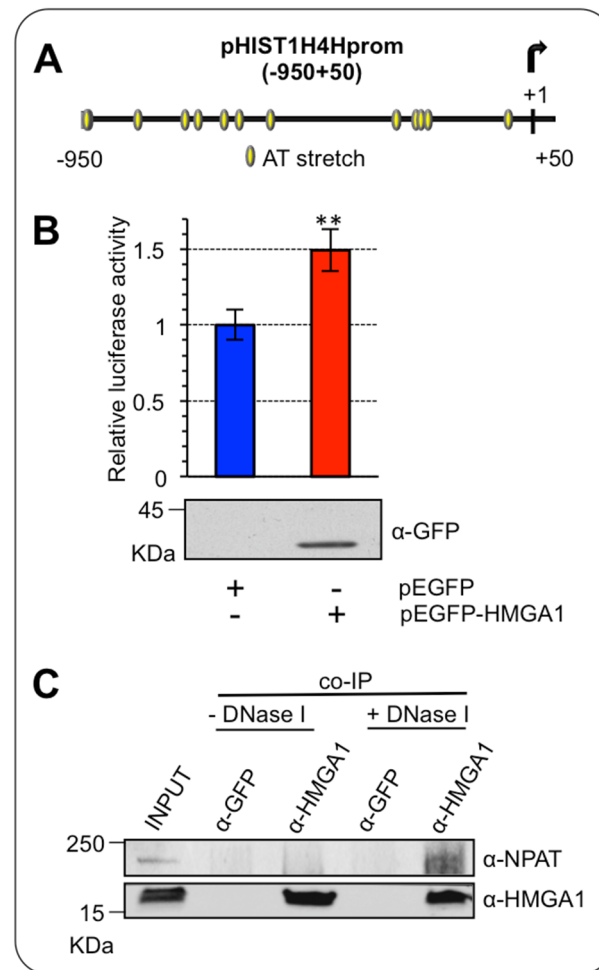 A
pHIST1H4Hprom
(-950+50)
+1
-950
AT stretch
+50
B
Relative luciferase activity
1.5
1
0.5
0
**
45
KDa
α-GFP
+ - pEGFP
- + pEGFP-HMGA1
C
co-IP
- DNase I + DNase I
INPUT α-GFP α-HMGA1 α-GFP α-HMGA1
250
α-NPAT
α-HMGA1
15
KDa